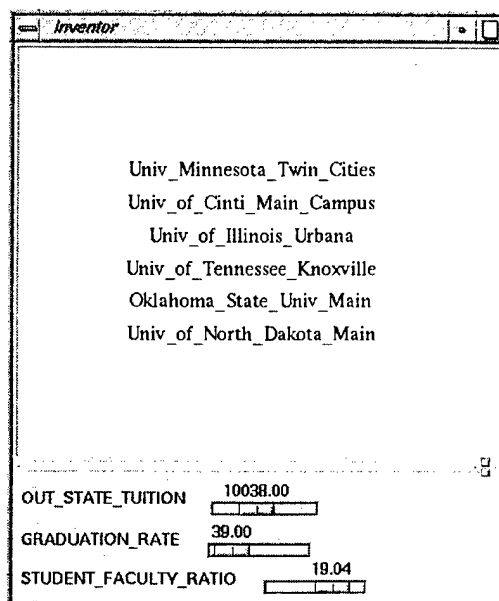 Inventor
Univ_Minnesota_Twin_Cities
Univ_of_Cinti_Main_Campus
Univ_of_Illinois_Urbana
Univ_of_Tennessee_Knoxville
Oklahoma_State_Univ_Main
Univ_of_North_Dakota_Main
OUT_STATE_TUITION 10038.00
GRADUATION_RATE 39.00
STUDENT_FACULTY_RATIO 19.04